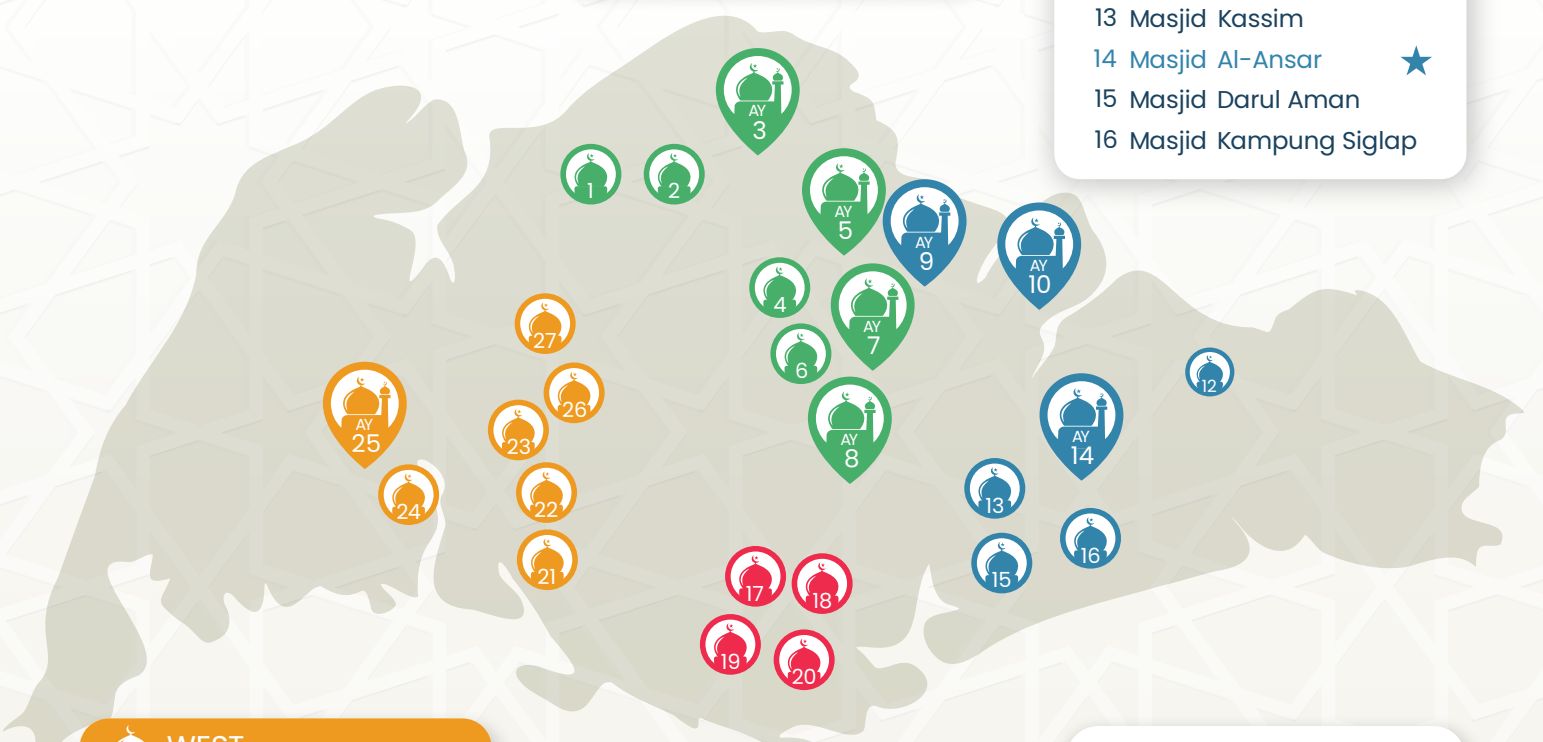 13 Masjid Kassim
14 Masjid Al-Ansar
15 Masjid Darul Aman
16 Masjid Kampung Siglap
AY
3
1
2
AY
5
AY
9
AY
10
4
AY
7
27
6
12
26
AY
25
23
AY
8
AY
14
24
22
13
21
16
15
17
18
19
20
WEST